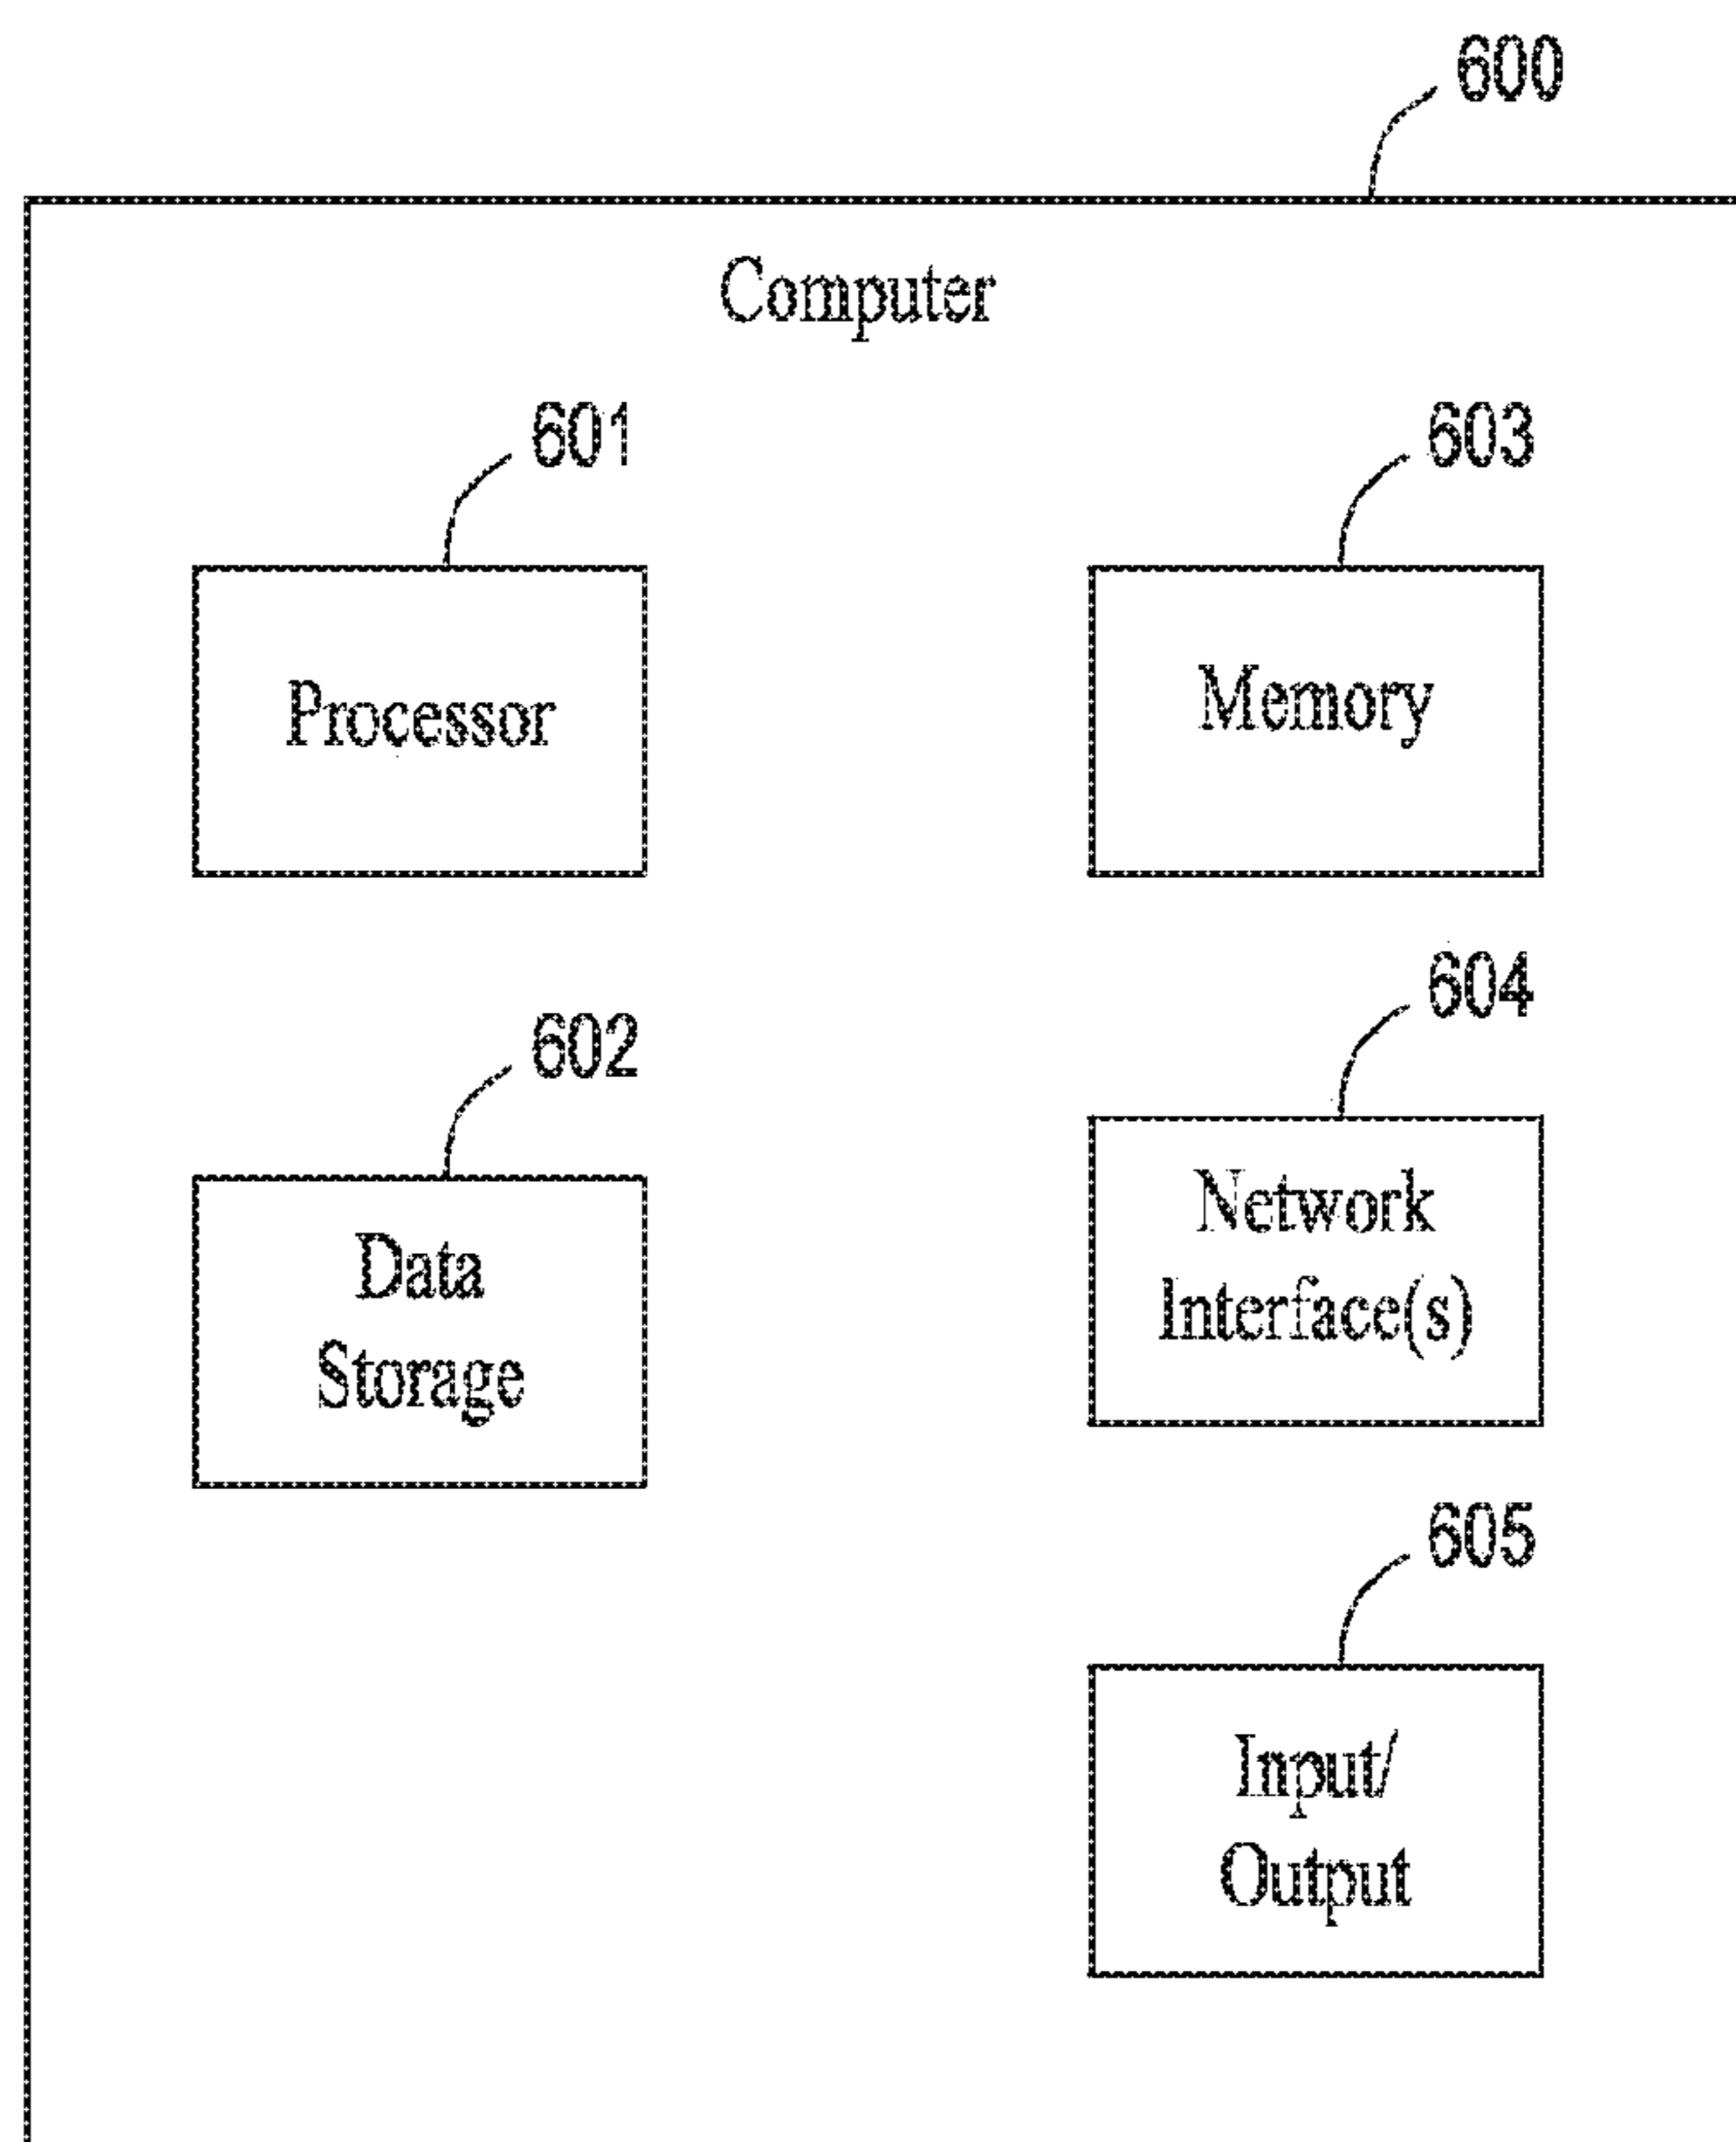 600
Computer
601
Processor
603
Memory
602
Data
Storage
604
Network
Interface(s)
605
Input/
Output